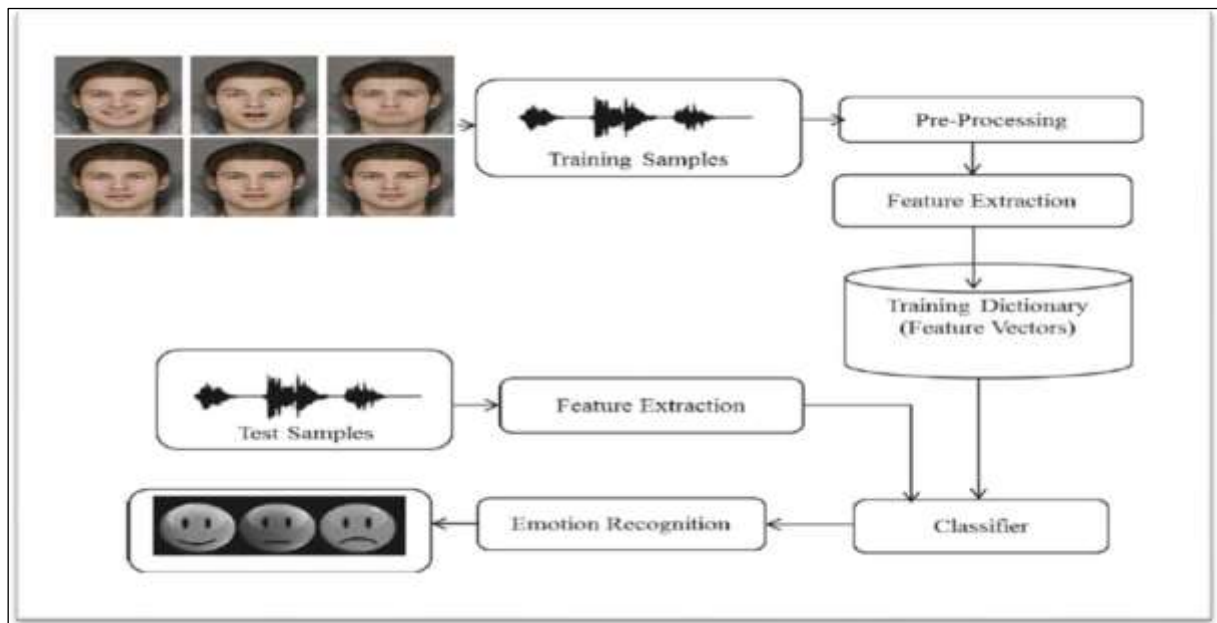 Training Samples
Pre-Processing
Feature Extraction
Training Dictionary
(Feature Vectors)
Test Samples
Feature Extraction
Emotion Recognition
Classifier